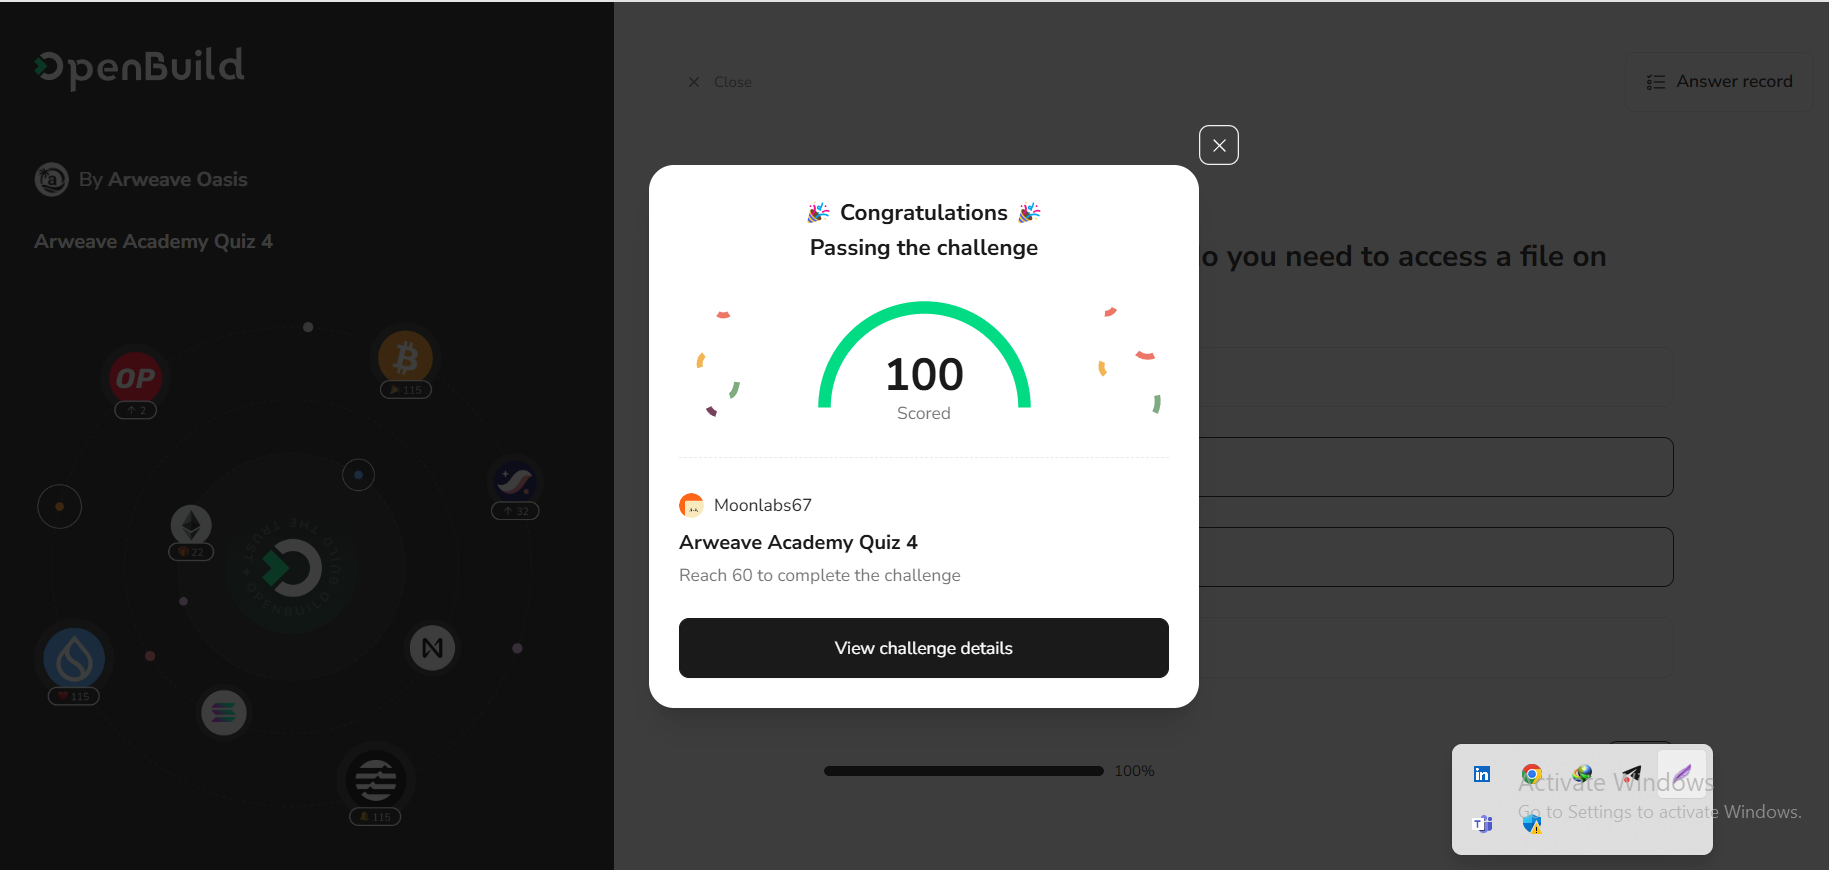 OpenBuild
Close
Answer record
By Arweave Oasis
Arweave Academy Quiz 4
o you need to access a file on
🎉 Congratulations 🎉
Passing the challenge
100
Scored
Moonlabs67
Arweave Academy Quiz 4
Reach 60 to complete the challenge
View challenge details
100%
OP
2
115
32
22
115
115
BUILD THE TRUST
OPENBUILD
in
Activate Windows
Go to Settings to activate Windows.